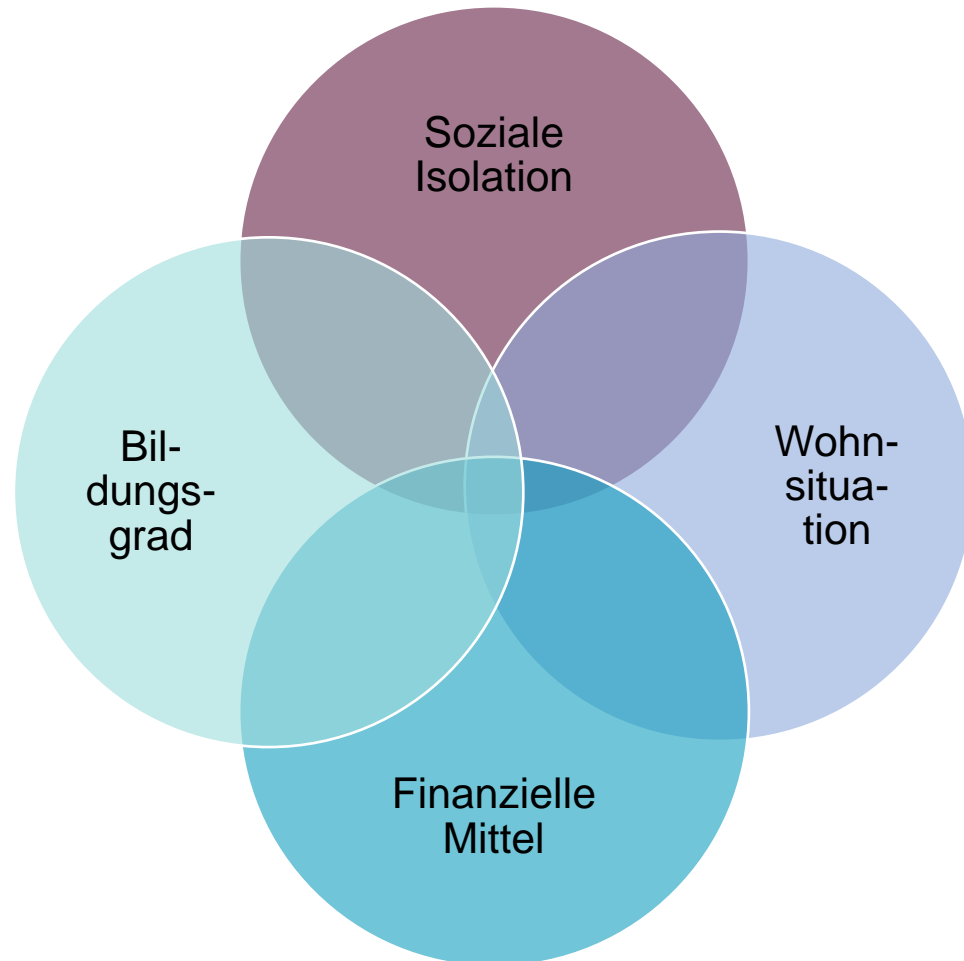 Soziale
Isolation
Bil-
dungs-
grad
Wohn-
situa-
tion
Finanzielle
Mittel